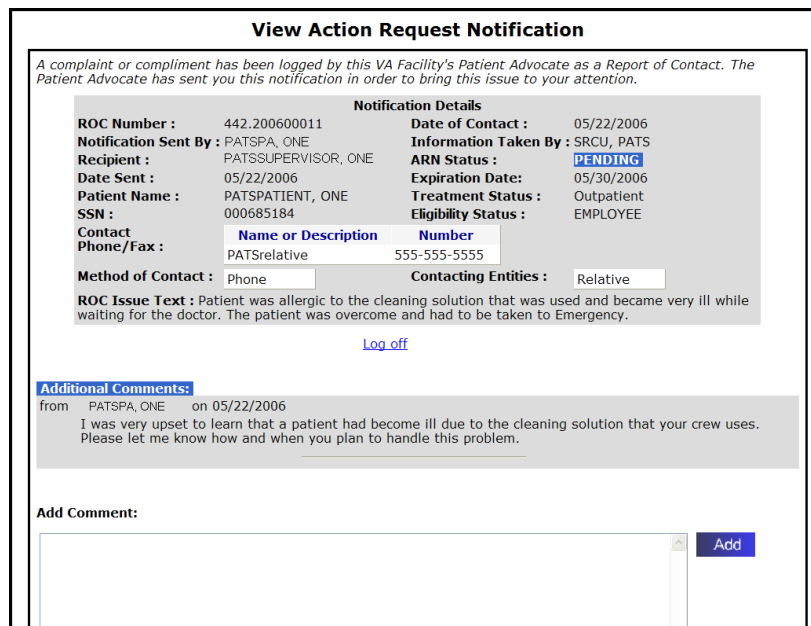 View Action Request Notification
A complaint or compliment has been logged by this VA Facility's Patient Advocate as a Report of Contact. The
Patient Advocate has sent you this notification in order to bring this issue to your attention.
Notification Details
ROC Number : 442.200600011 Date of Contact : 05/22/2006
Notification Sent By : PATSPA, ONE Information Taken By : SRCU, PATS
Recipient : PATSSUPERVISOR, ONE ARN Status : PENDING
Date Sent : 05/22/2006 Expiration Date: 05/30/2006
Patient Name : PATSPATIENT, ONE Treatment Status : Outpatient
SSN : 000685184 Eligibility Status : EMPLOYEE
Contact
Phone/Fax :
Name or Description Number
PATSrelative 555-555-5555
Method of Contact : Phone Contacting Entities : Relative
ROC Issue Text : Patient was allergic to the cleaning solution that was used and became very ill while
waiting for the doctor. The patient was overcome and had to be taken to Emergency.
Log off
Additional Comments:
from PATSPA, ONE on 05/22/2006
I was very upset to learn that a patient had become ill due to the cleaning solution that your crew uses.
Please let me know how and when you plan to handle this problem.
Add Comment:
Add